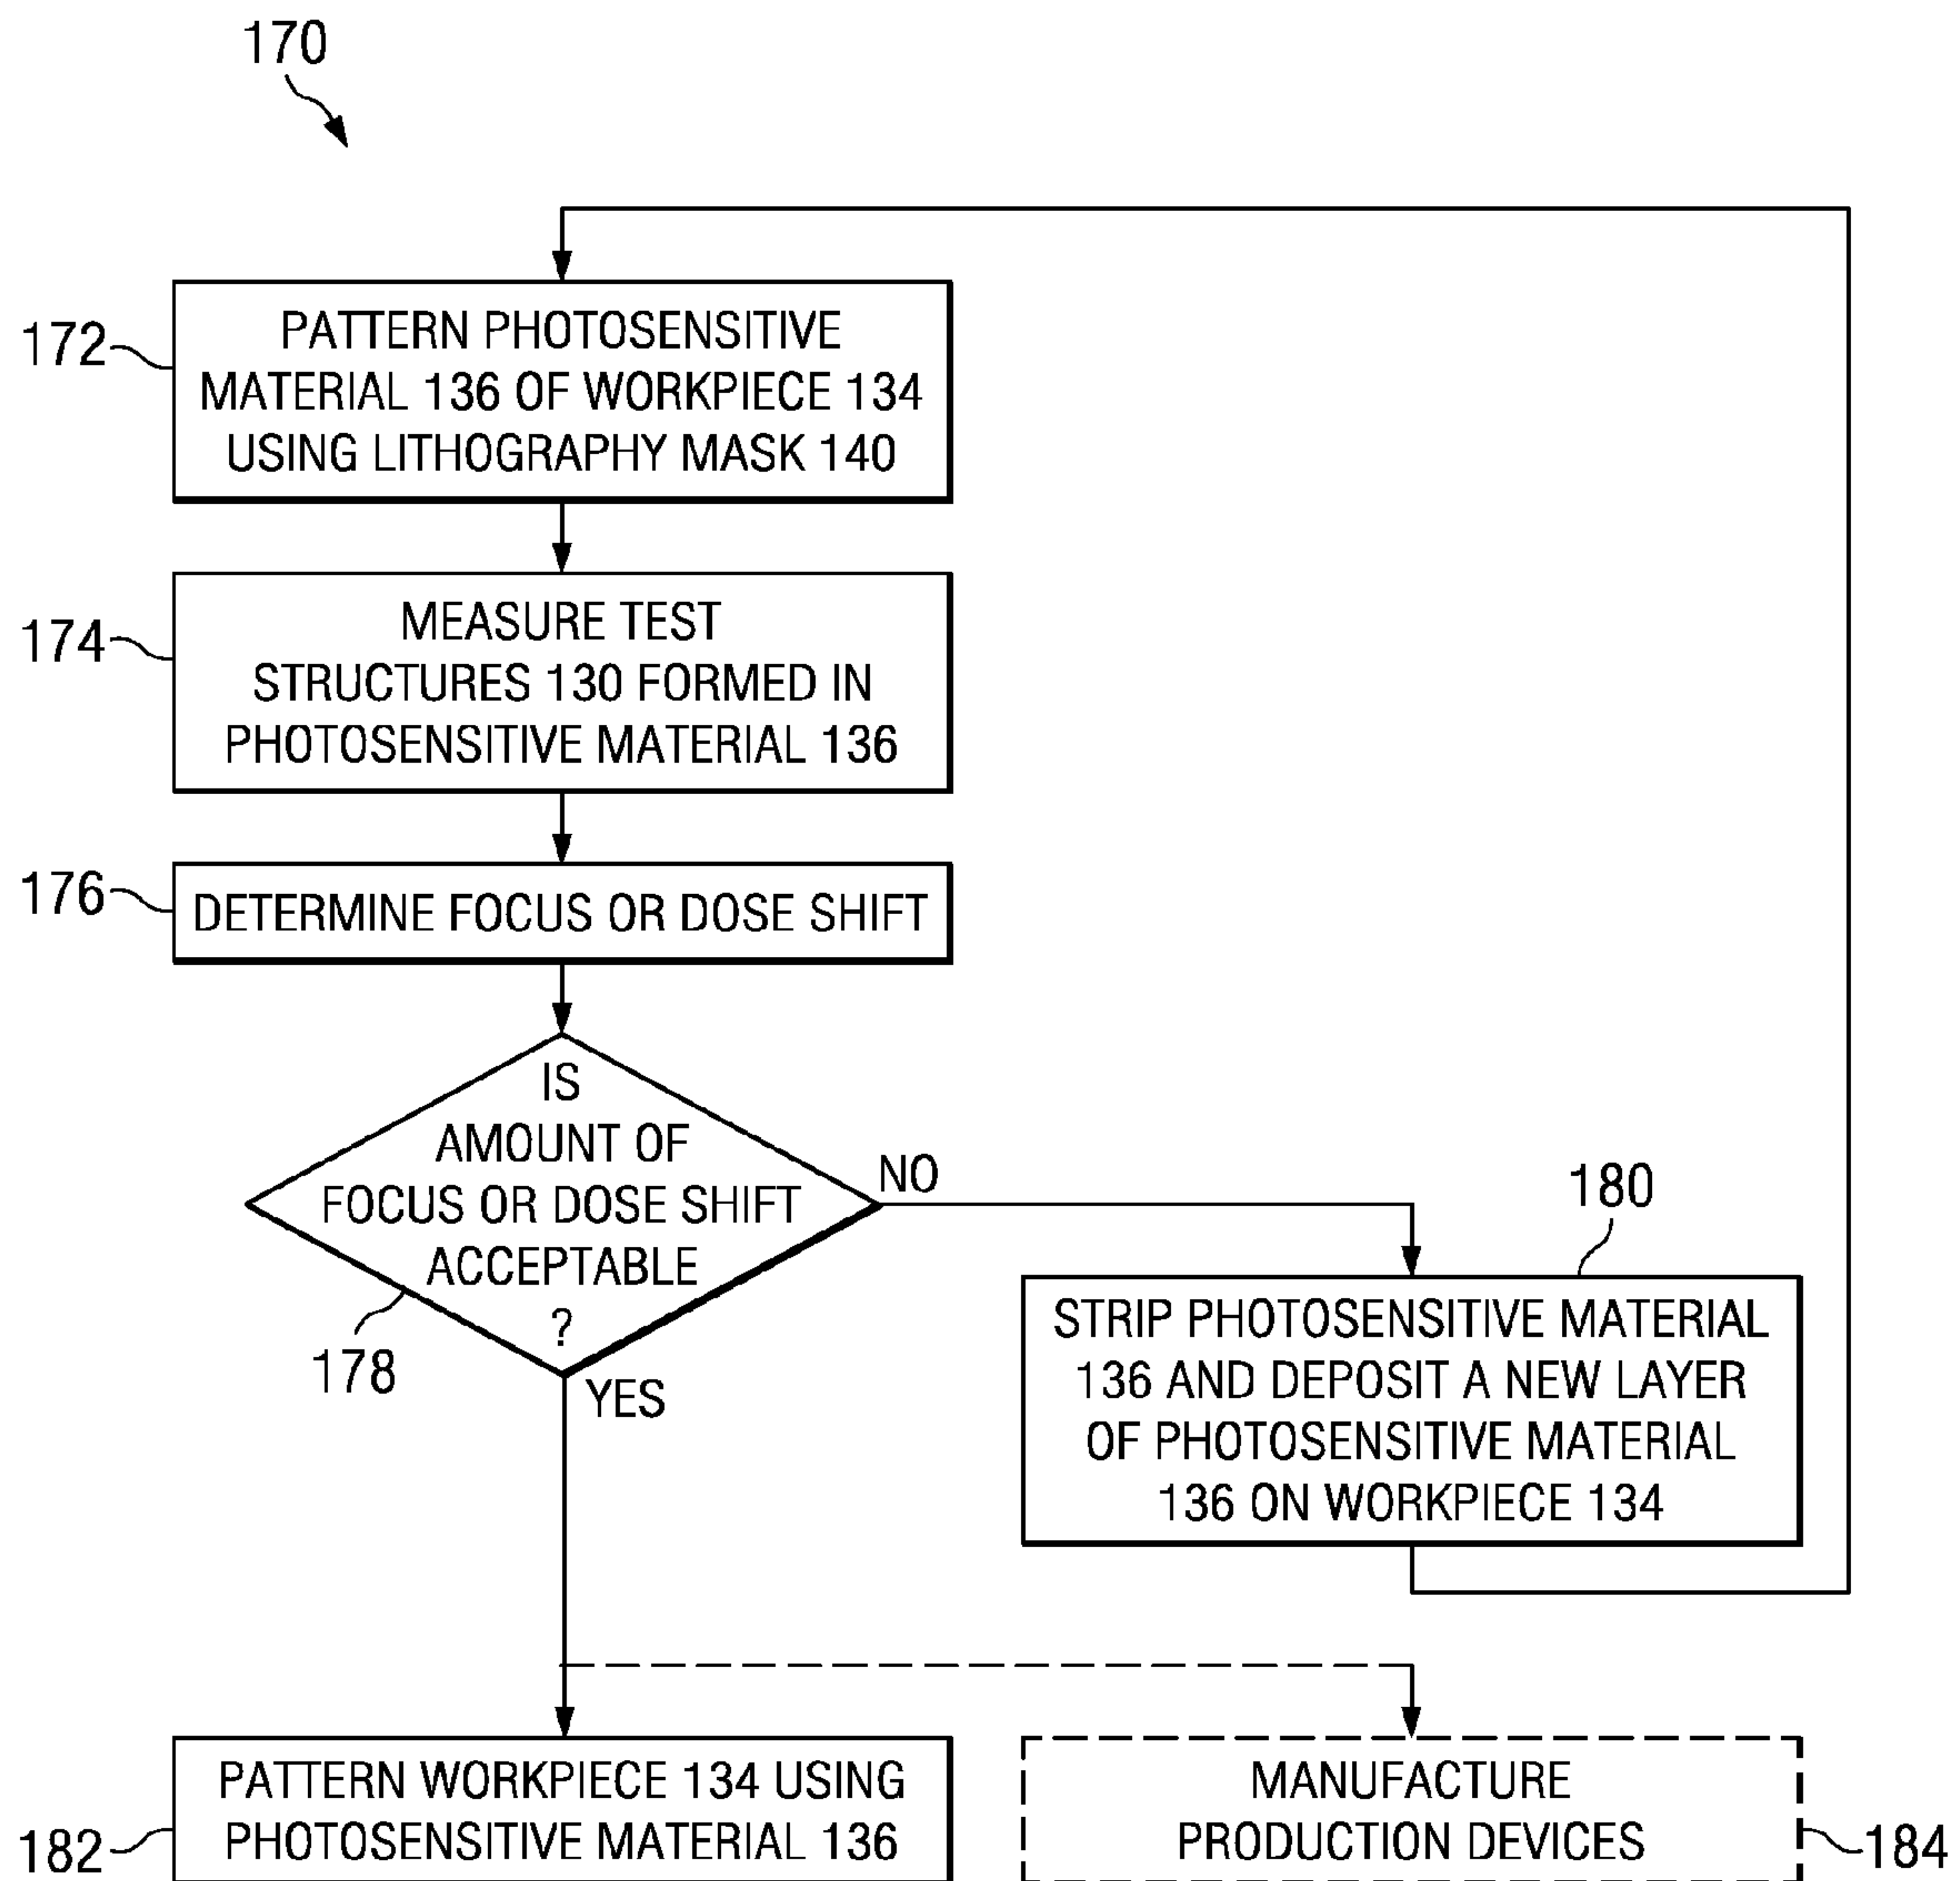 170
172
PATTERN PHOTOSENSITIVE
MATERIAL 136 OF WORKPIECE 134
USING LITHOGRAPHY MASK 140
174
MEASURE TEST
STRUCTURES 130 FORMED IN
PHOTOSENSITIVE MATERIAL 136
176
DETERMINE FOCUS OR DOSE SHIFT
IS
AMOUNT OF
FOCUS OR DOSE SHIFT
ACCEPTABLE
?
178
NO
YES
180
STRIP PHOTOSENSITIVE MATERIAL
136 AND DEPOSIT A NEW LAYER
OF PHOTOSENSITIVE MATERIAL
136 ON WORKPIECE 134
182
PATTERN WORKPIECE 134 USING
PHOTOSENSITIVE MATERIAL 136
MANUFACTURE
PRODUCTION DEVICES
184